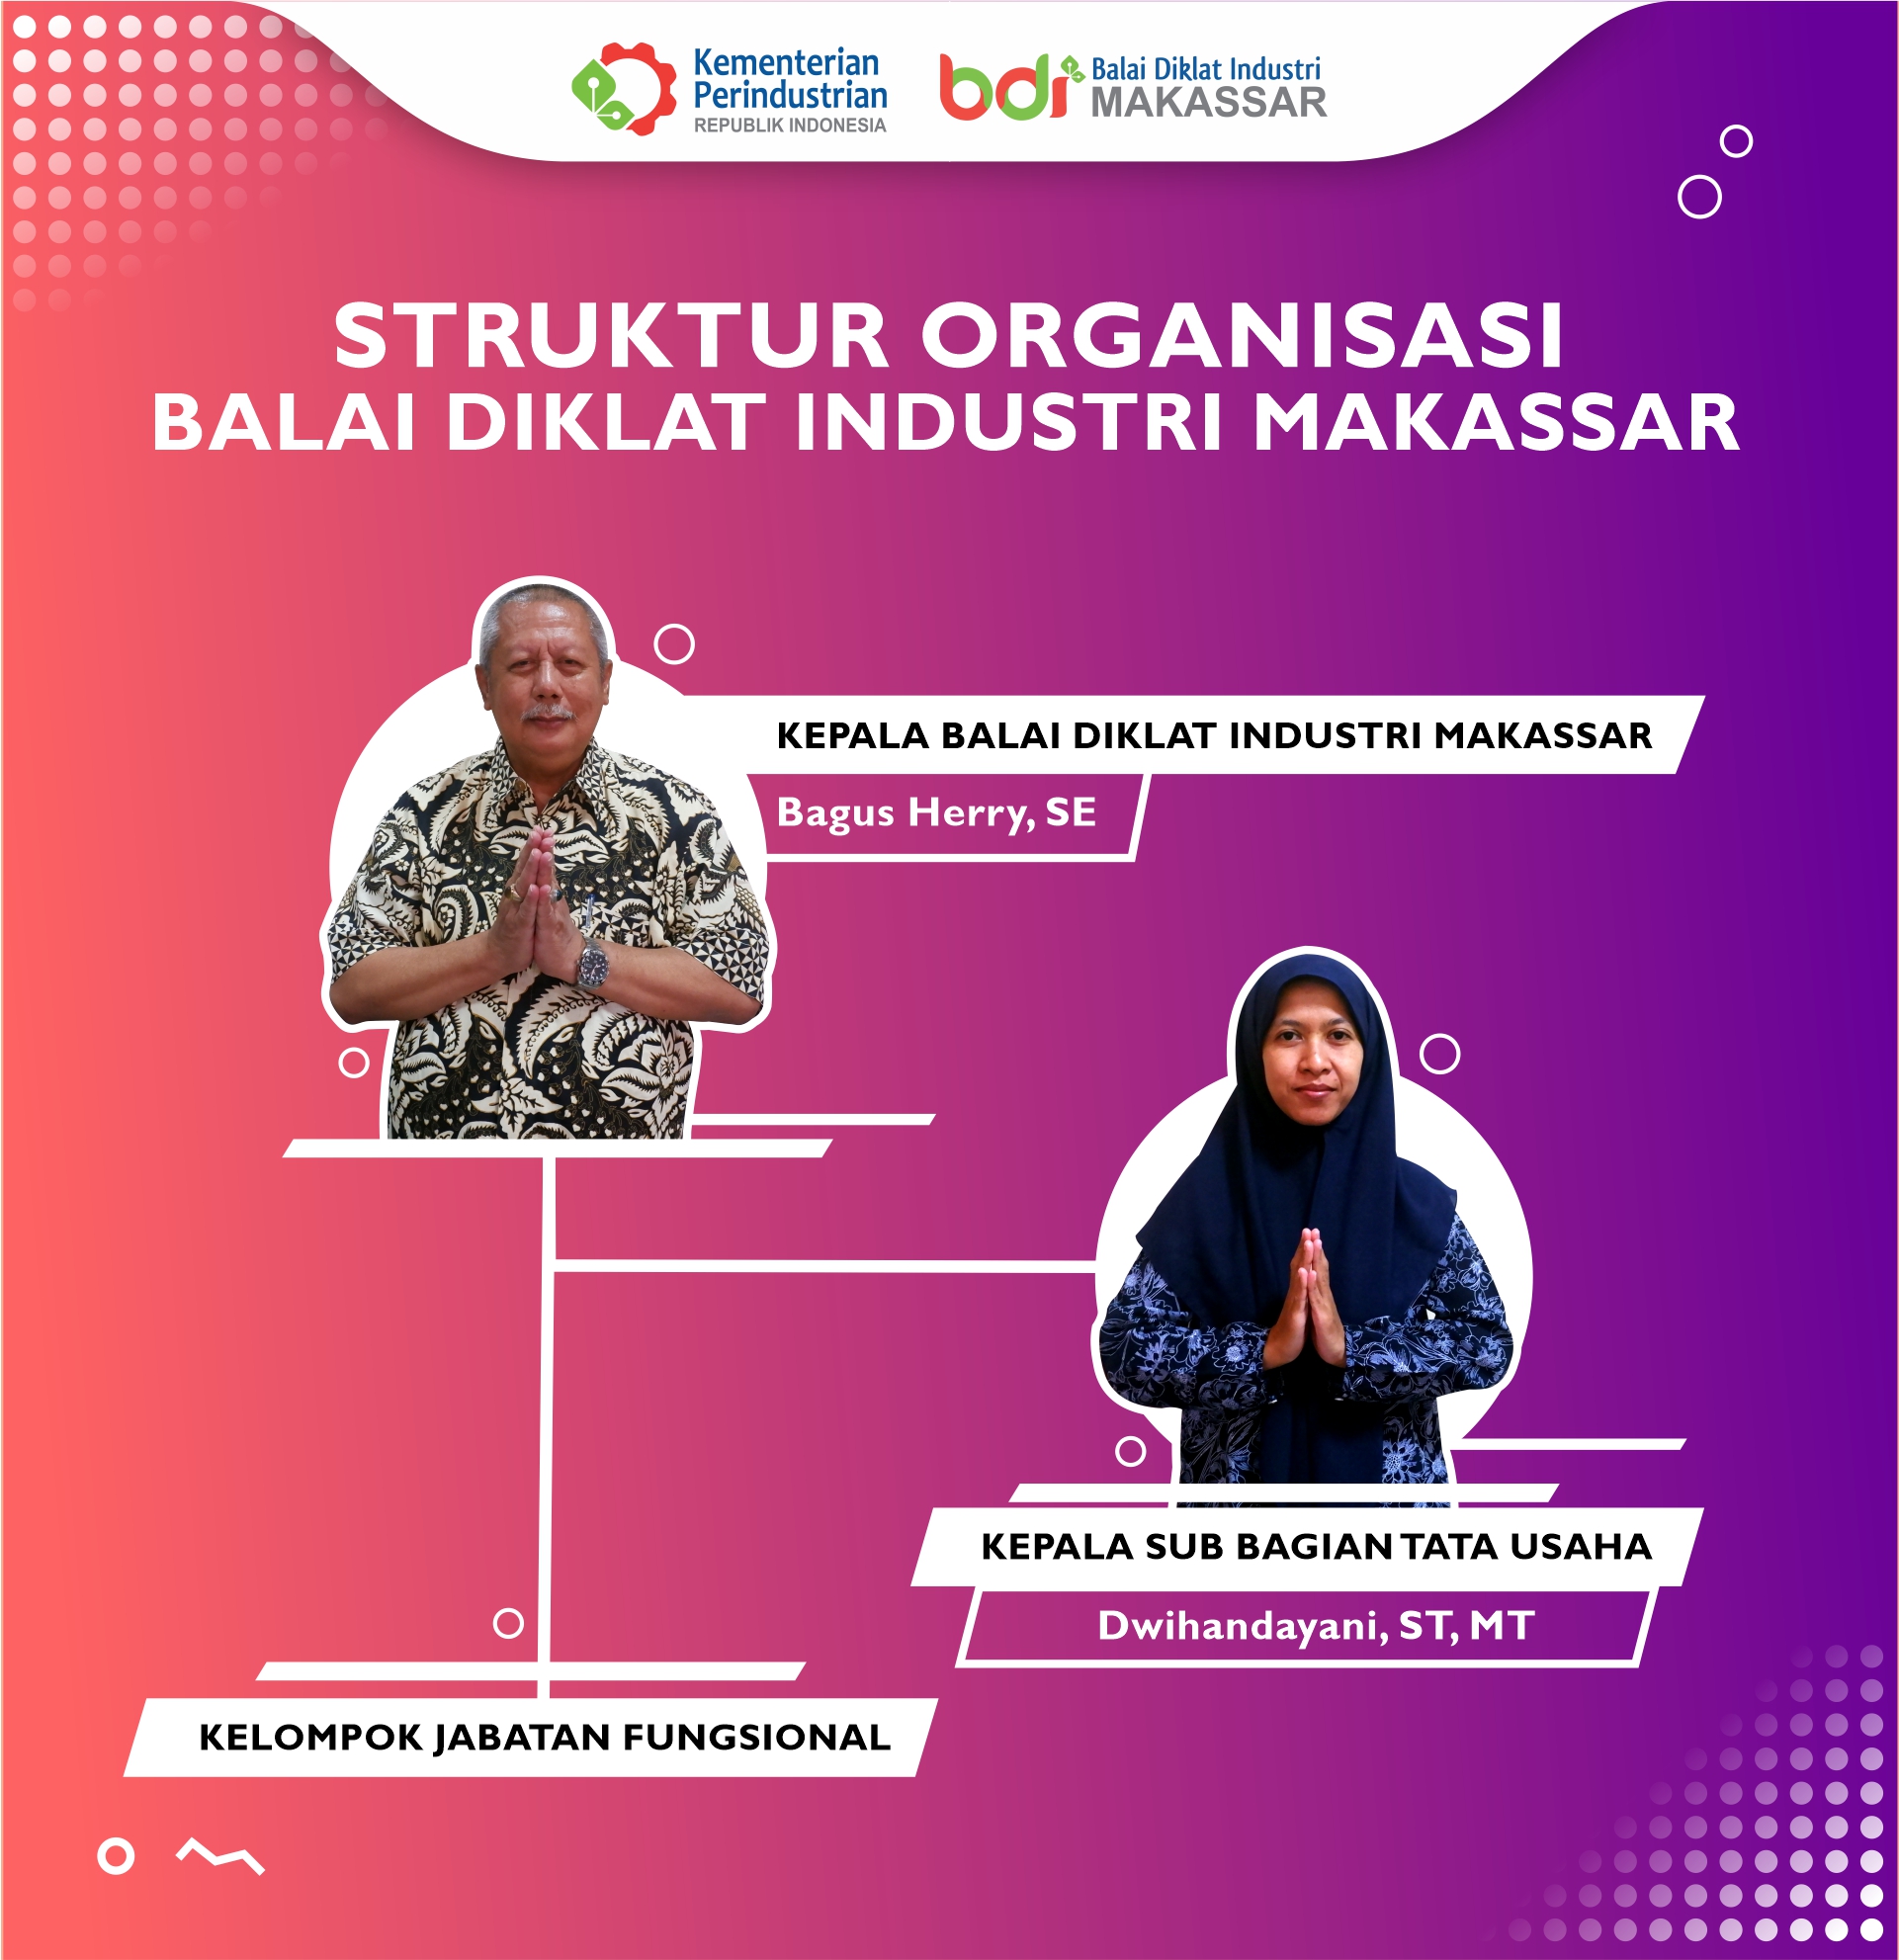 Kementerian
Perindustrian
REPUBLIK INDONESIA
bdi
Balai Diklat Industri
MAKASSAR
STRUKTUR ORGANISASI
BALAI DIKLAT INDUSTRI MAKASSAR
KEPALA BALAI DIKLAT INDUSTRI MAKASSAR
Bagus Herry, SE
KEPALA SUB BAGIAN TATA USAHA
Dwihandayani, ST, MT
KELOMPOK JABATAN FUNGSIONAL